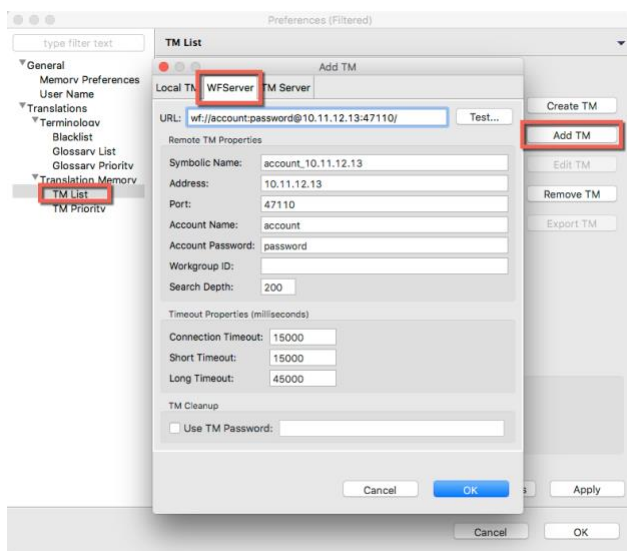 Preferences (Filtered)
type filter text
TM List
General
Memory Preferences
User Name
Translations
Terminology
Blacklist
Glossary List
Glossary Priority
Translation Memory
TM List
TM Priority
Add TM
Local TM WFServer TM Server
URL: wf://account:password@10.11.12.13:47110/ Test...
Remote TM Properties
Symbolic Name: account_10.11.12.13
Address: 10.11.12.13
Port: 47110
Account Name: account
Account Password: password
Workgroup ID:
Search Depth: 200
Timeout Properties (milliseconds)
Connection Timeout: 15000
Short Timeout: 15000
Long Timeout: 45000
TM Cleanup
Use TM Password:
Cancel OK
Create TM
Add TM
Edit TM
Remove TM
Export TM
s Apply
Cancel OK